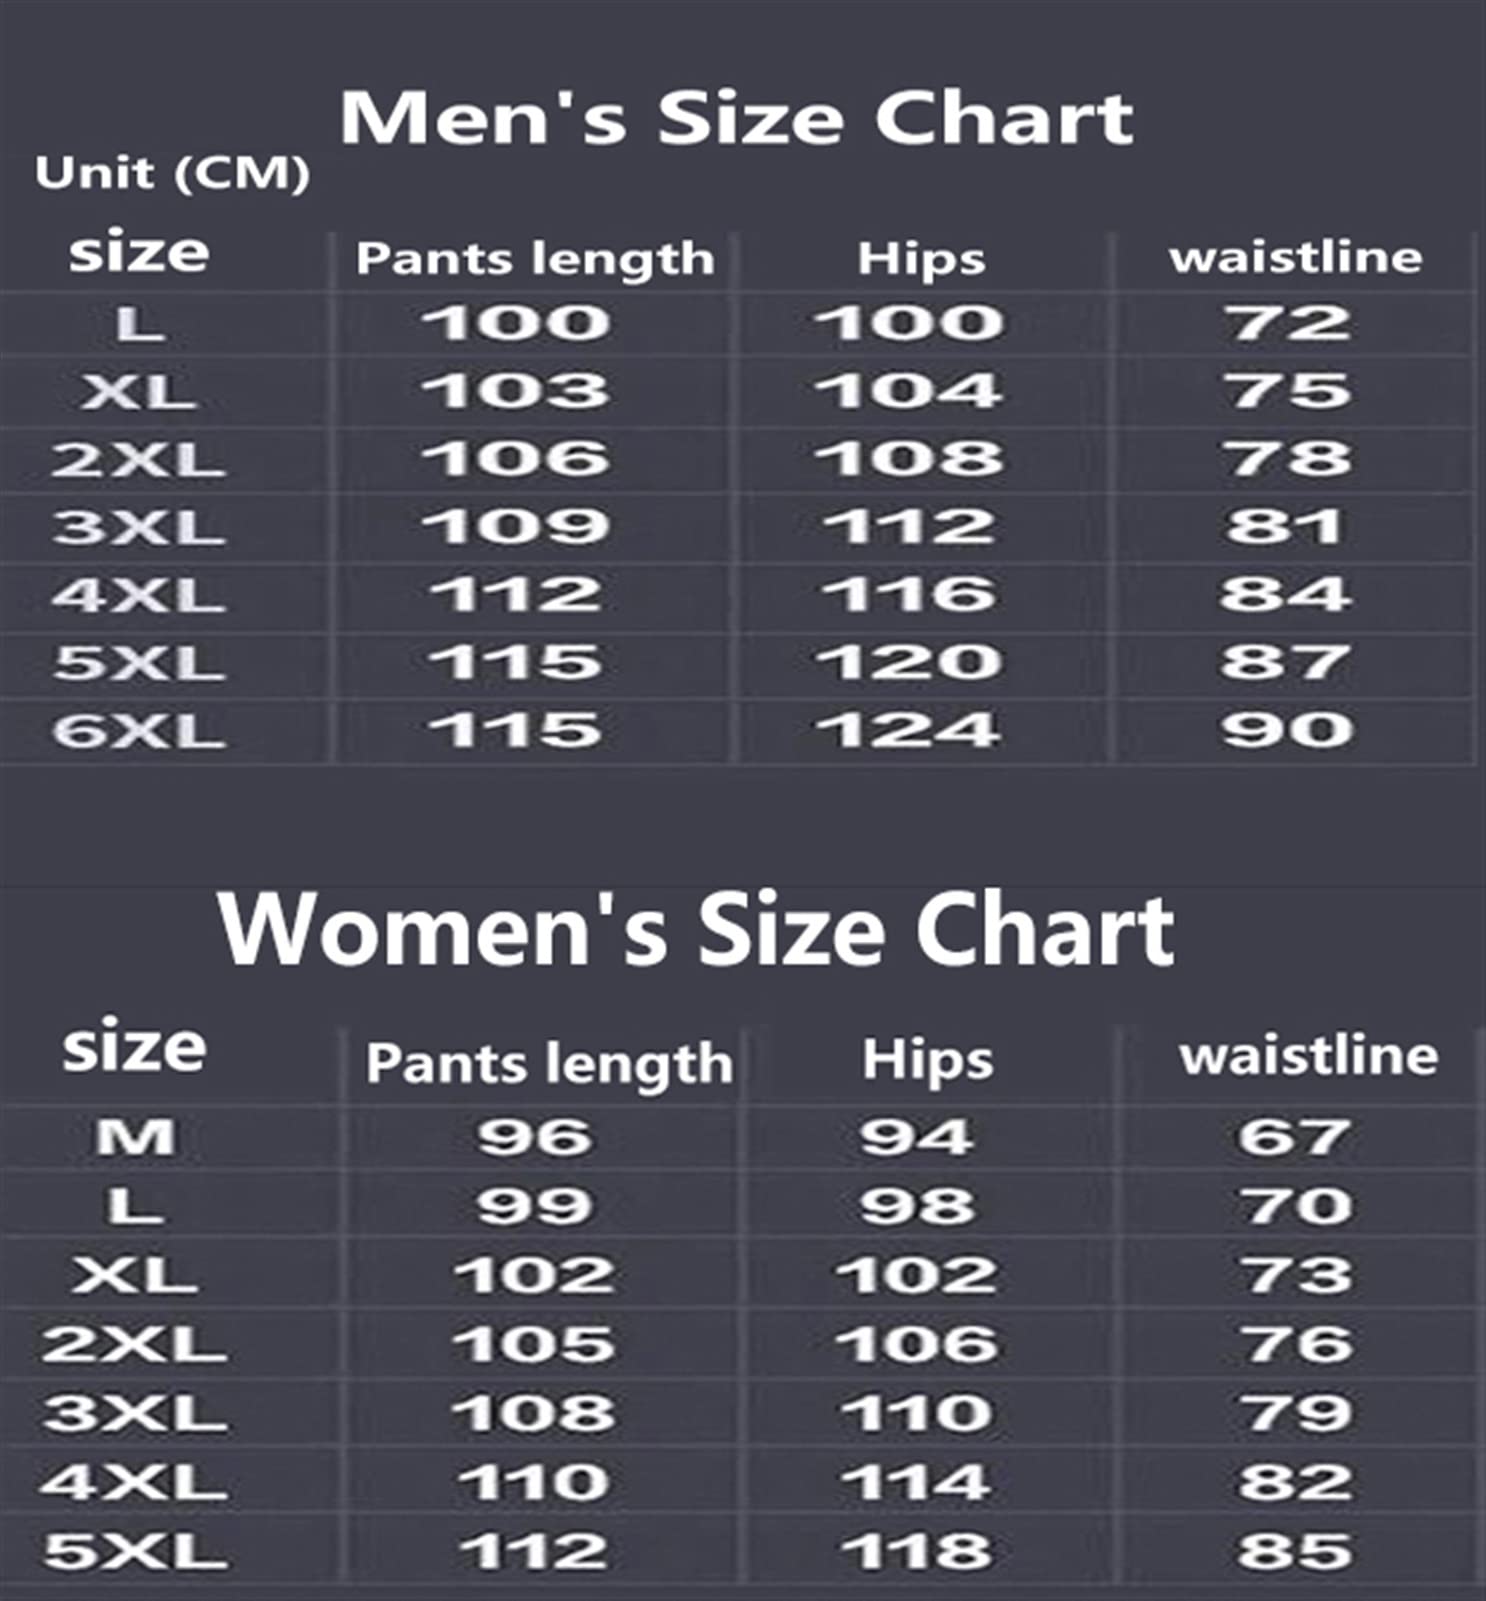 Men's Size Chart
Unit (CM)
size Pants length Hips waistline
L 100 100 72
XL 103 104 75
2XL 106 108 78
3XL 109 112 81
4XL 112 116 84
5XL 115 120 87
6XL 115 124 90
Women's Size Chart
size Pants length Hips waistline
M 96 94 67
L 99 98 70
XL 102 102 73
2XL 105 106 76
3XL 108 110 79
4XL 110 114 82
5XL 112 118 85